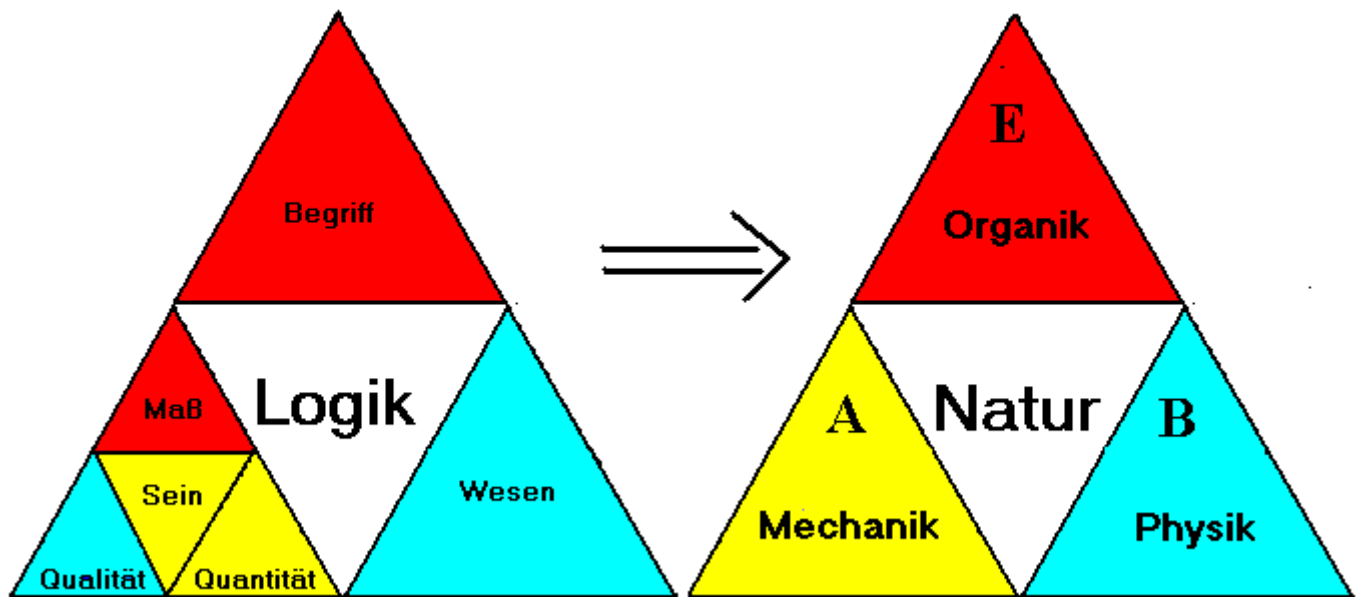 Begriff
Maß
Logik
Sein
Wesen
Qualität
Quantität
E
Organik
A
Natur
B
Mechanik
Physik